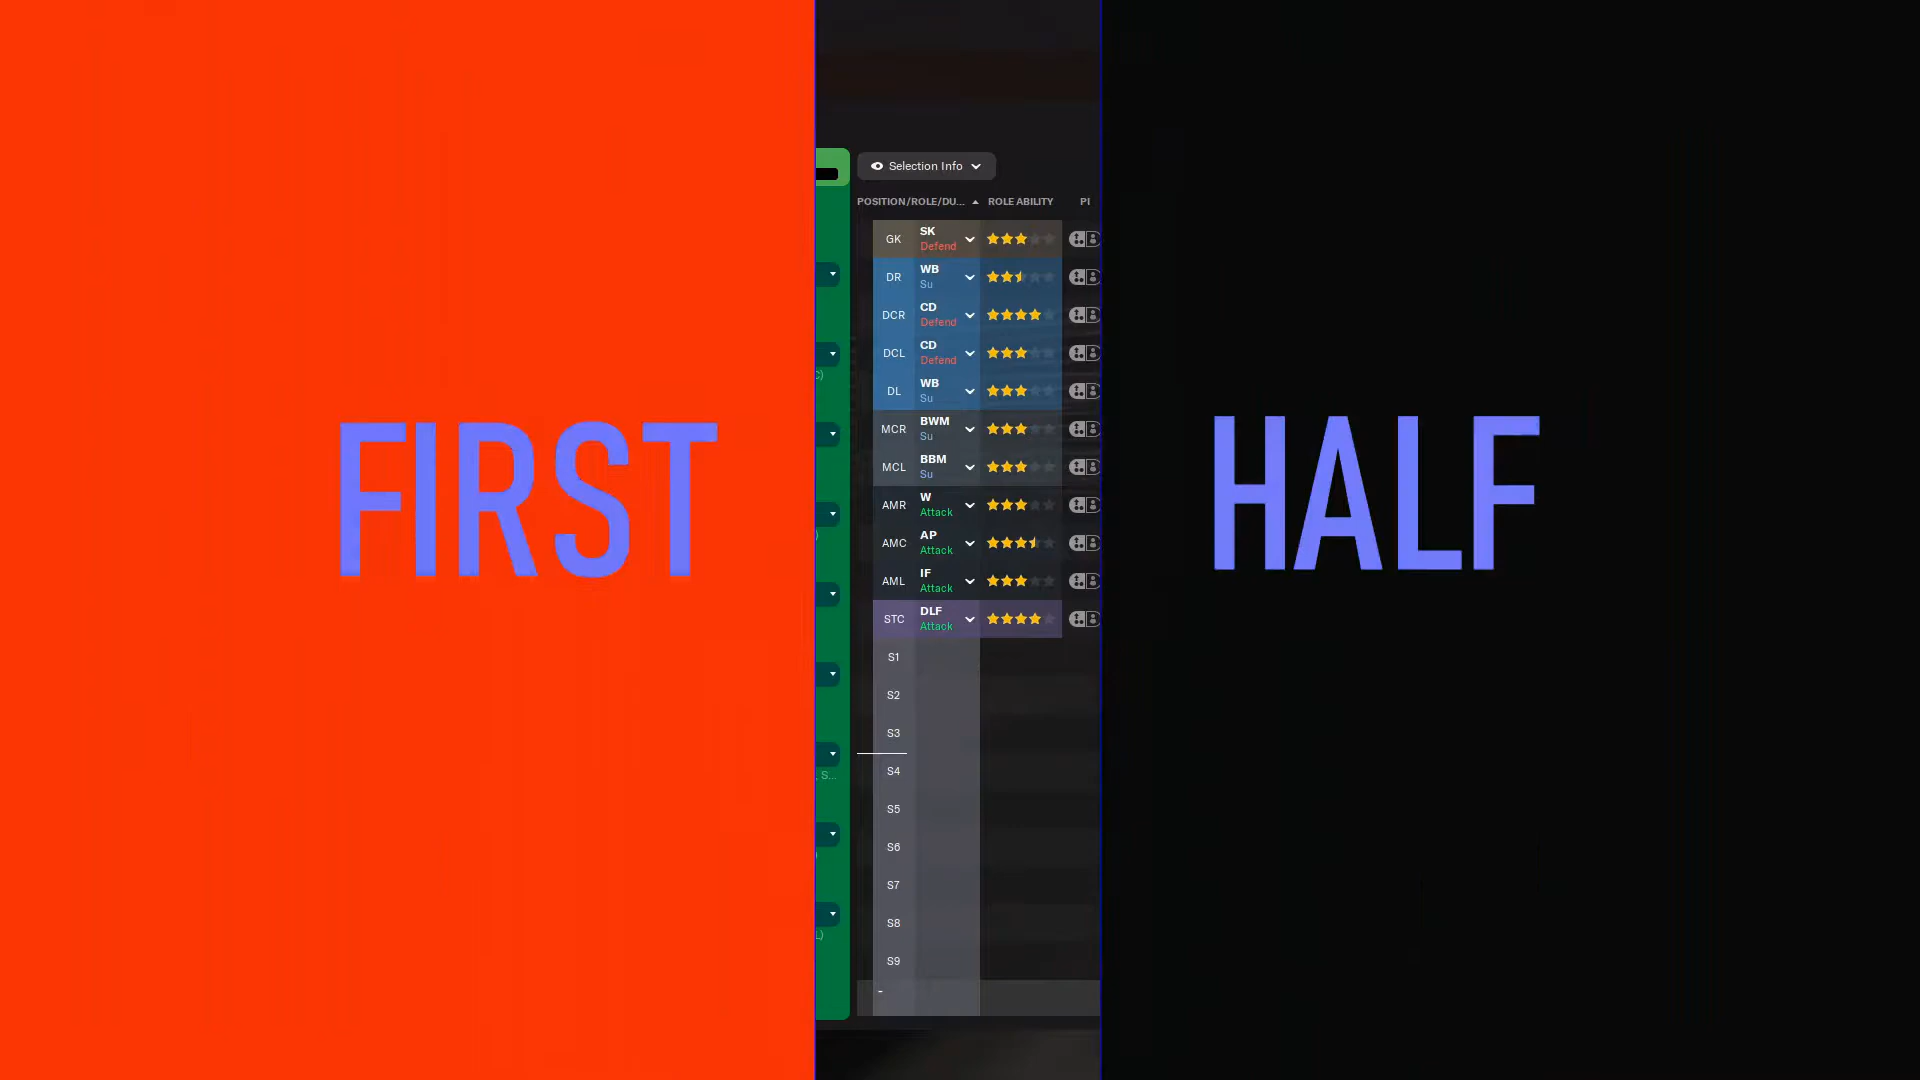 FIRST
HALF
Selection Info
POSITION/ROLE/DU... ROLE ABILITY PI
GK SK Defend
DR WB Su
DCR CD Defend
C)
DCL CD Defend
DL WB Su
MCR BWM Su
MCL BBM Su
AMR W Attack
)
AMC AP Attack
AML IF Attack
STC DLF Attack
S1
S2
S3
S4
, S...
S5
S6
)
S7
S8
L)
S9
-